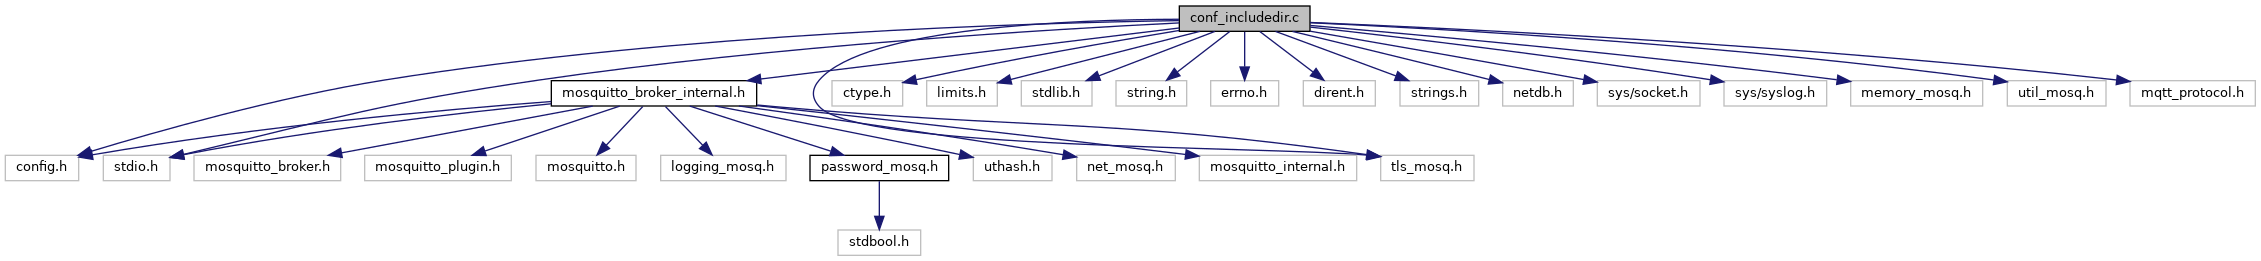 conf_includedir.c
mosquitto_broker_internal.h
ctype.h
limits.h
stdlib.h
string.h
errno.h
dirent.h
strings.h
netdb.h
sys/socket.h
sys/syslog.h
memory_mosq.h
util_mosq.h
mqtt_protocol.h
config.h
stdio.h
mosquitto_broker.h
mosquitto_plugin.h
mosquitto.h
logging_mosq.h
password_mosq.h
uthash.h
net_mosq.h
mosquitto_internal.h
tls_mosq.h
stdbool.h